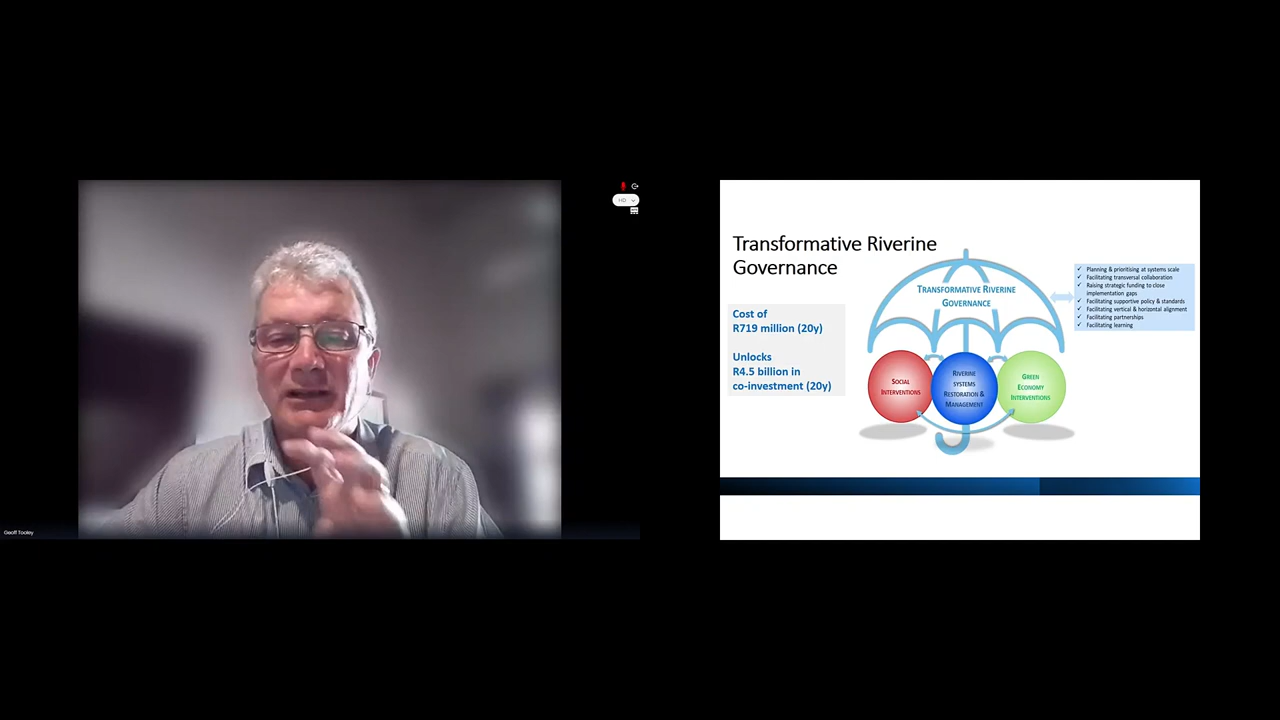 HD
Geoff Tooley
Transformative Riverine
Governance
Cost of
R719 million (20y)
Unlocks
R4.5 billion in
co-investment (20y)
TRANSFORMATIVE RIVERINE
GOVERNANCE
SOCIAL
INTERVENTIONS
RIVERINE
SYSTEMS
RESTORATION &
MANAGEMENT
GREEN
ECONOMY
INTERVENTIONS
✓ Planning & prioritising at systems scale
✓ Facilitating transversal collaboration
✓ Raising strategic funding to close
implementation gaps
✓ Facilitating supportive policy & standards
✓ Facilitating vertical & horizontal alignment
✓ Facilitating partnerships
✓ Facilitating learning